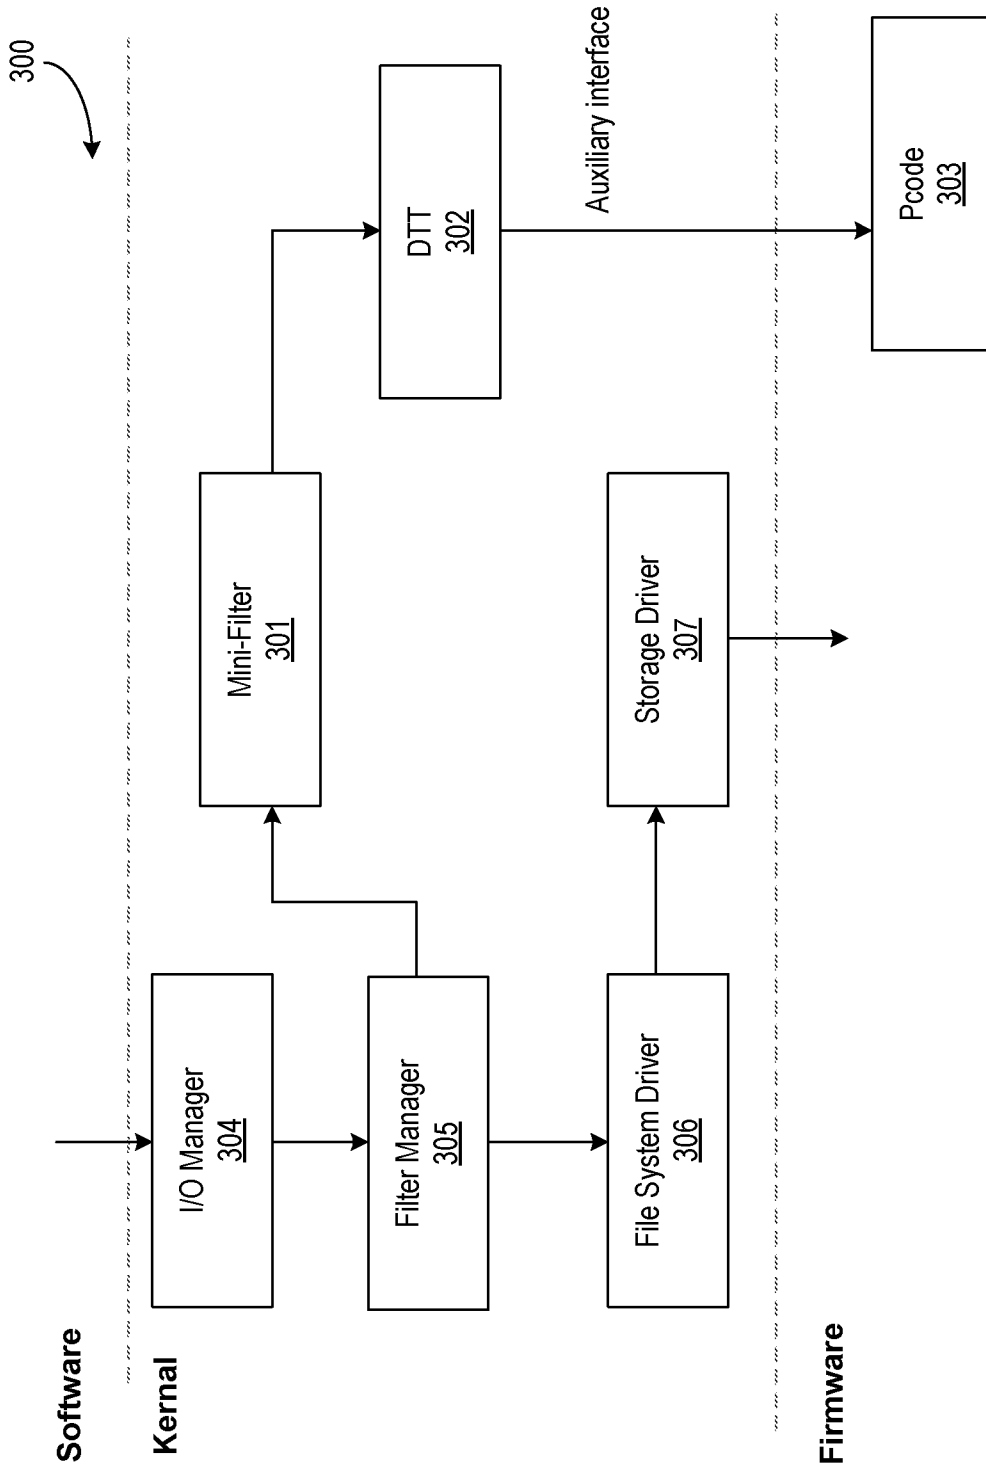 300
Software
Kernal
I/O Manager
304
Mini-Filter
301
DTT
302
Filter Manager
305
Auxiliary interface
File System Driver
306
Storage Driver
307
Firmware
Pcode
303